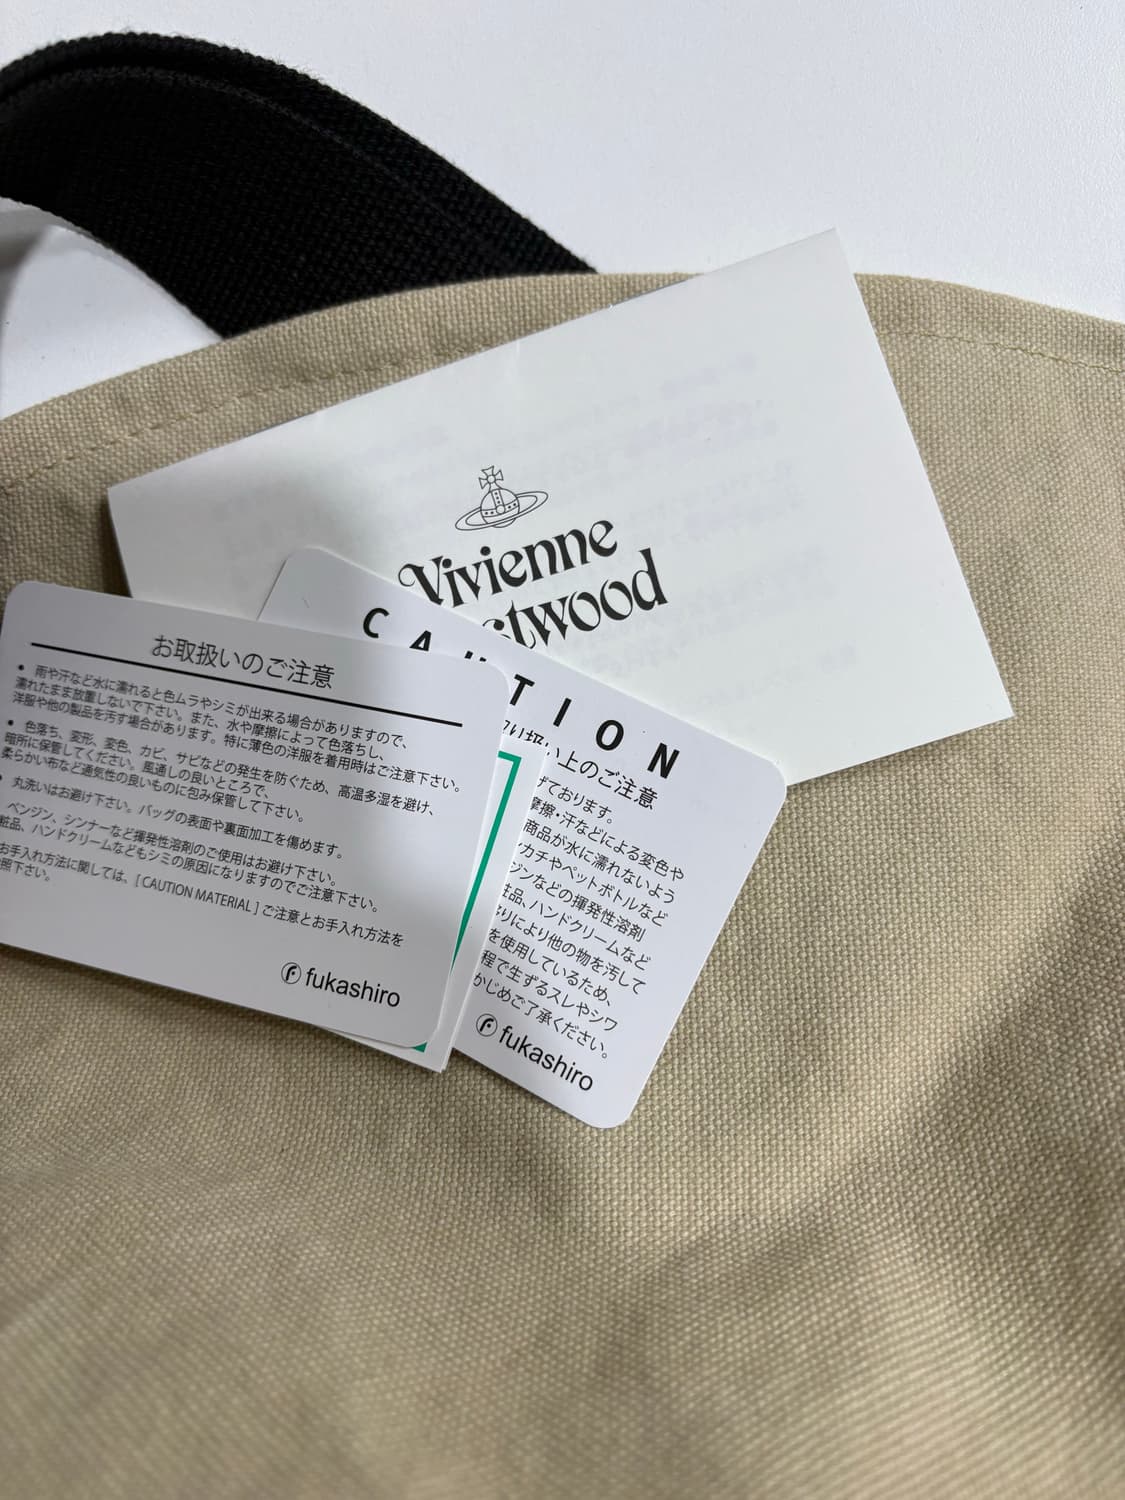 Vivienne
stwood
お取扱いのご注意
● 雨や汗など水に濡れると色ムラやシミが出来る場合がありますので、
濡れたまま放置しないで下さい。また、水や摩擦によって色落ちし、
洋服や他の製品を汚す場合があります。特に薄色の洋服を着用時はご注意下さい。
● 色落ち、変形、変色、カビ、サビなどの発生を防ぐため、高温多湿を避け、
暗所に保管してください。風通しの良いところで、
柔らかい布など通気性の良いものに包み保管して下さい。
丸洗いはお避け下さい。バッグの表面や裏面加工を傷めます。
ベンジン、シンナーなど揮発性溶剤のご使用はお避け下さい。
粧品、ハンドクリームなどもシミの原因になりますのでご注意下さい。
お手入れ方法に関しては、[ CAUTION MATERIAL ] ご注意とお手入れ方法を
照下さい。
fukashiro
CAUTION
取り扱い上のご注意
げております。
摩擦・汗などによる変色や
商品が水に濡れないよう
カチやペットボトルなど
ジンなどの揮発性溶剤
粧品、ハンドクリームなど
りにより他の物を汚して
を使用しているため、
程で生ずるスレやシワ
かじめご了承ください。
fukashiro